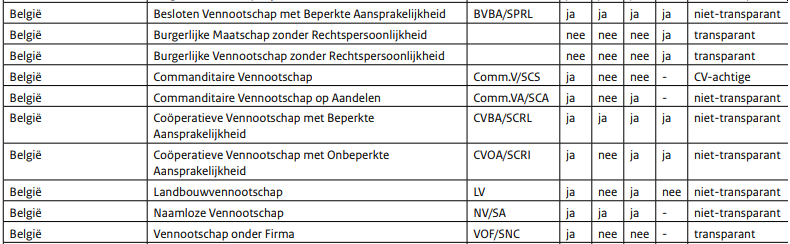 België Besloten Vennootschap met Beperkte Aansprakelijkheid BVBA/SPRL ja ja ja ja niet-transparant
België Burgerlijke Maatschap zonder Rechtspersoonlijkheid nee nee nee ja transparant
België Burgerlijke Vennootschap zonder Rechtspersoonlijkheid nee nee nee ja transparant
België Commanditaire Vennootschap Comm.V/SCS ja nee nee - CV-achtige
België Commanditaire Vennootschap op Aandelen Comm.VA/SCA ja nee ja - niet-transparant
België Coöperatieve Vennootschap met Beperkte CVBA/SCRL ja ja ja ja niet-transparant
Aansprakelijkheid
België Coöperatieve Vennootschap met Onbeperkte CVOA/SCRI ja nee ja ja niet-transparant
Aansprakelijkheid
België Landbouwvennootschap LV ja nee ja nee niet-transparant
België Naamloze Vennootschap NV/SA ja ja ja - niet-transparant
België Vennootschap onder Firma VOF/SNC ja nee nee - transparant